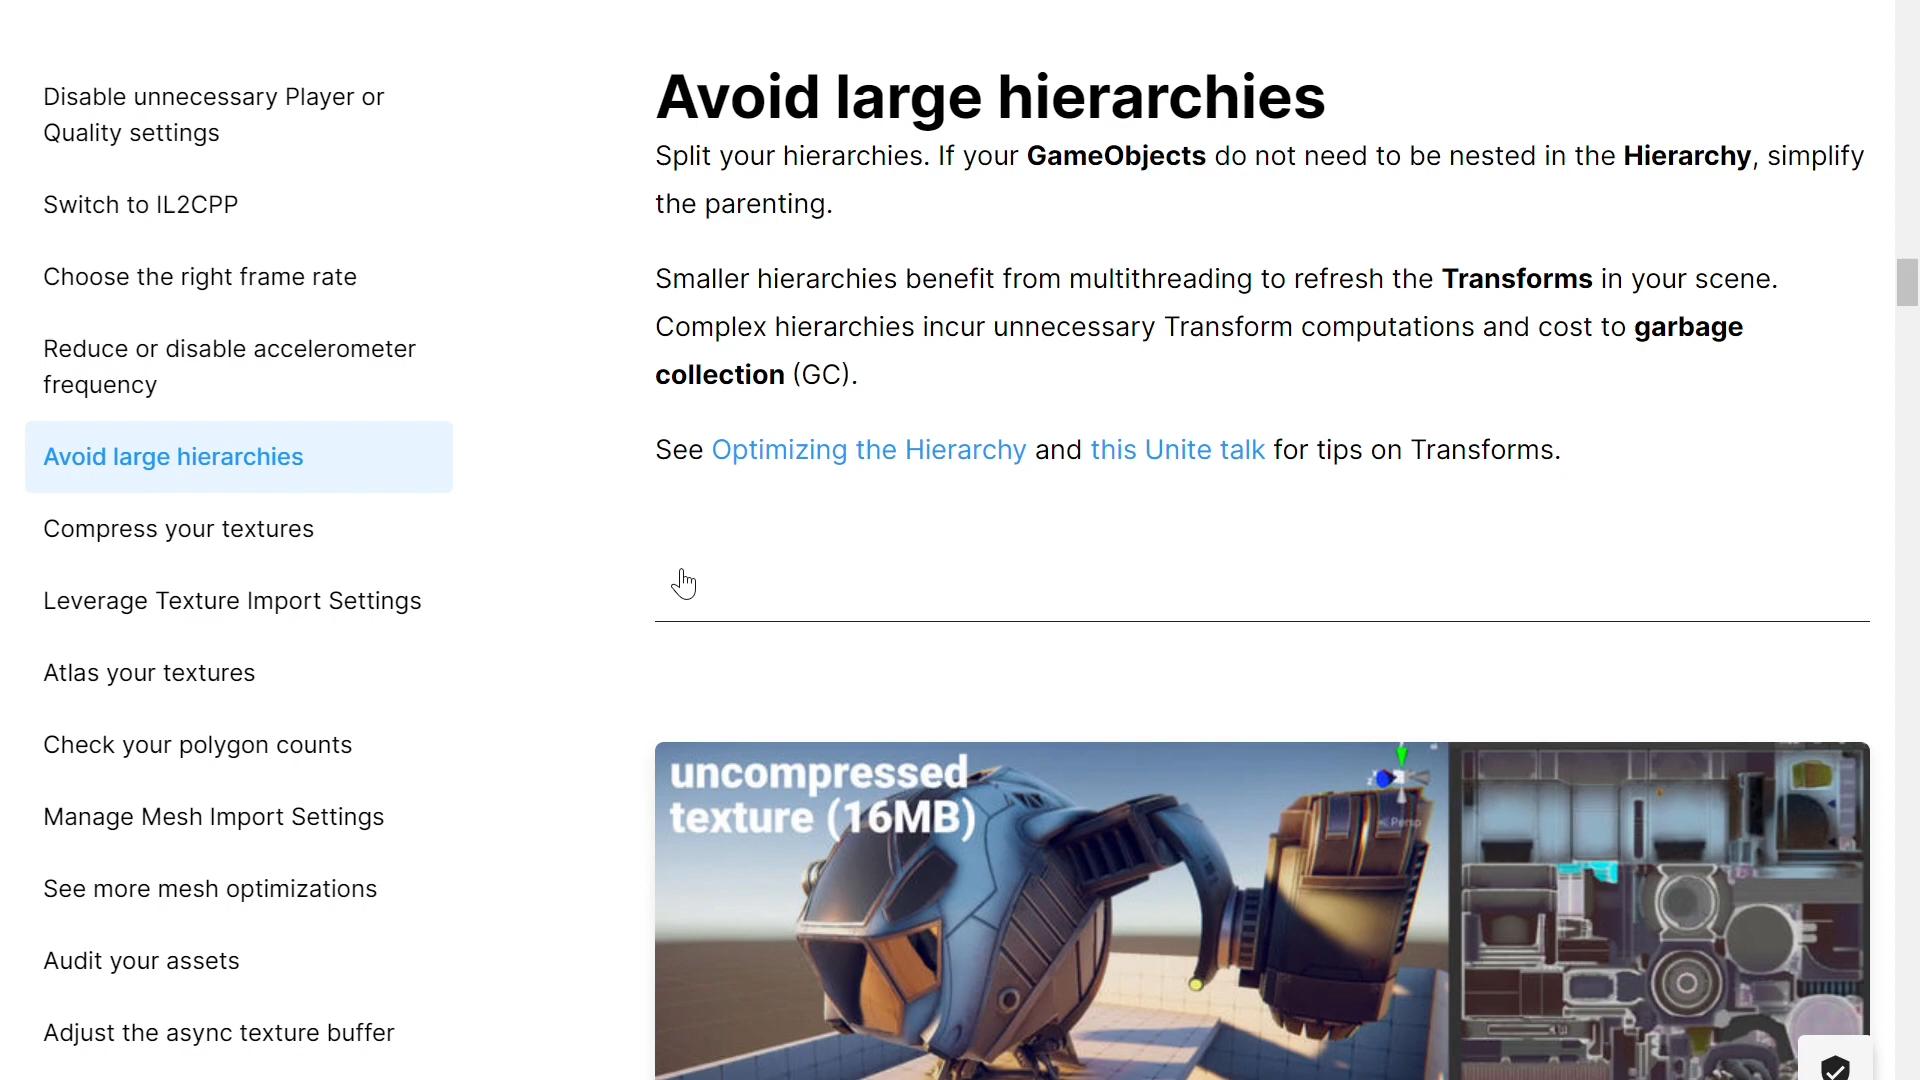 Disable unnecessary Player or
Quality settings
Switch to IL2CPP
Choose the right frame rate
Reduce or disable accelerometer
frequency
Avoid large hierarchies
Compress your textures
Leverage Texture Import Settings
Atlas your textures
Check your polygon counts
Manage Mesh Import Settings
See more mesh optimizations
Audit your assets
Adjust the async texture buffer
Avoid large hierarchies
Split your hierarchies. If your GameObjects do not need to be nested in the Hierarchy, simplify
the parenting.
Smaller hierarchies benefit from multithreading to refresh the Transforms in your scene.
Complex hierarchies incur unnecessary Transform computations and cost to garbage
collection (GC).
See Optimizing the Hierarchy and this Unite talk for tips on Transforms.
uncompressed
texture (16MB)
Persp